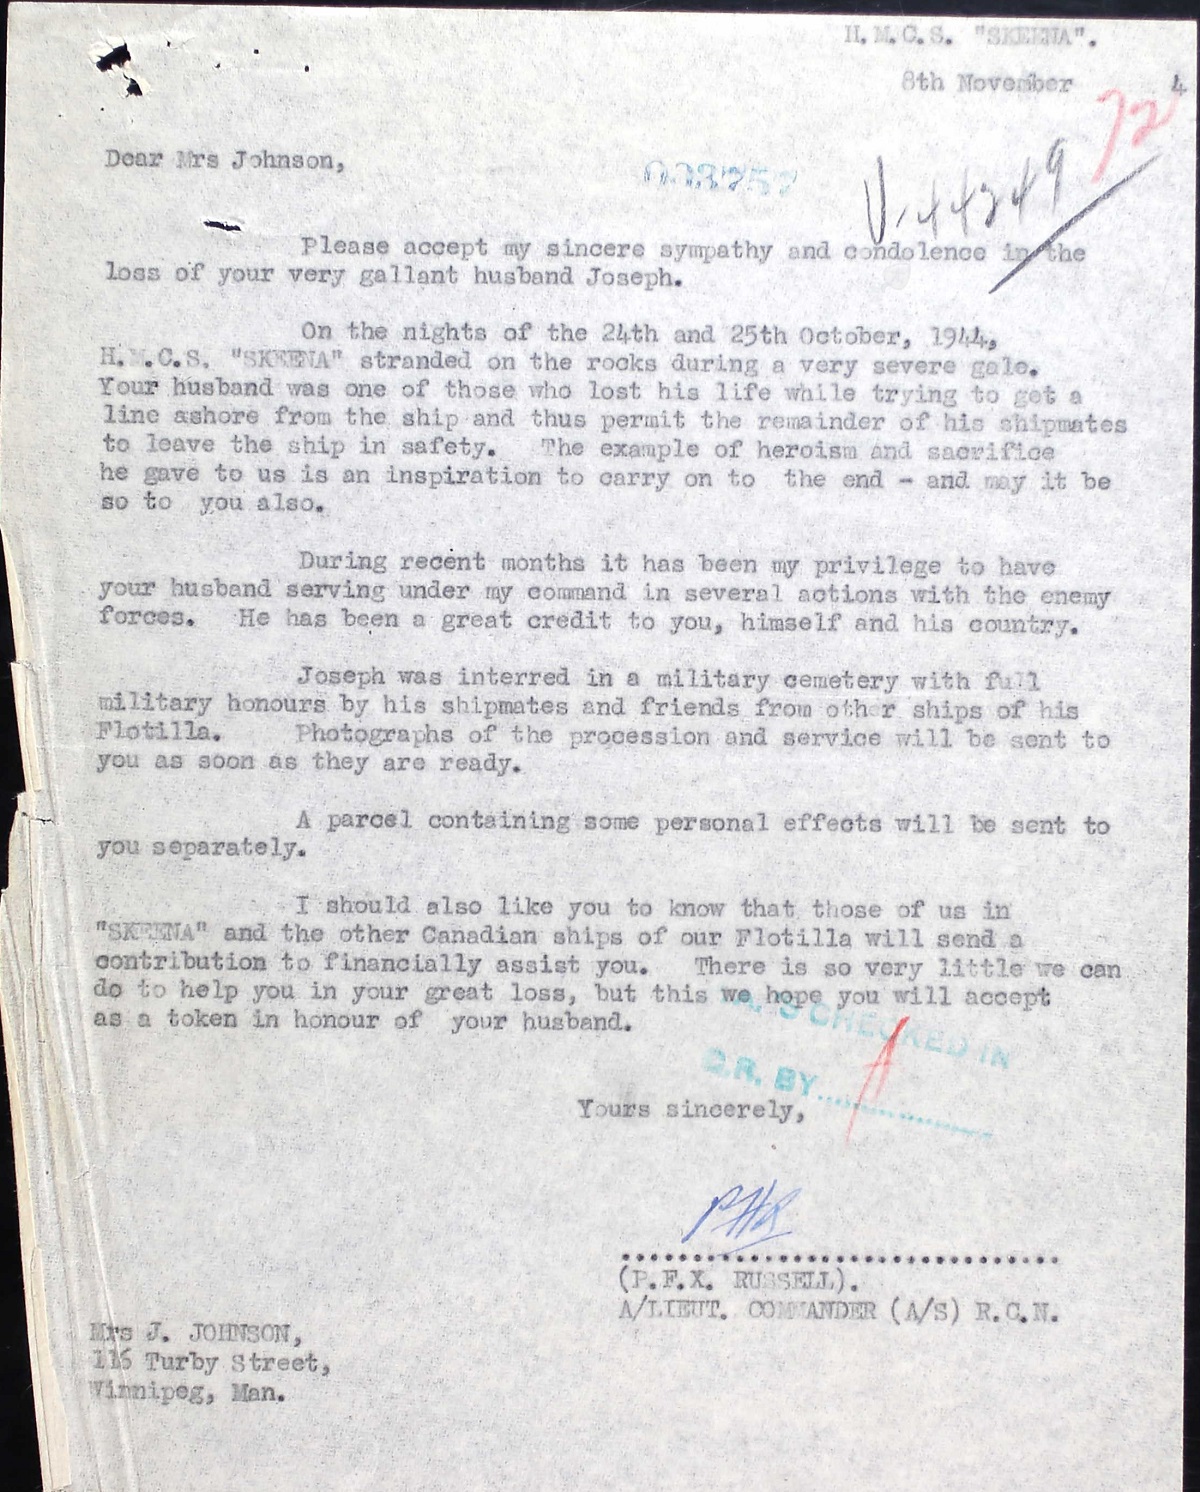 H.M.C.S. "SKEENA".
8th November 4
72
Dear Mrs Johnson,
V-44249
Please accept my sincere sympathy and condolence in the
loss of your very gallant husband Joseph.
On the nights of the 24th and 25th October, 1944,
H.M.C.S. "SKEENA" stranded on the rocks during a very severe gale.
Your husband was one of those who lost his life while trying to get a
line ashore from the ship and thus permit the remainder of his shipmates
to leave the ship in safety. The example of heroism and sacrifice
he gave to us is an inspiration to carry on to the end - and may it be
so to you also.
During recent months it has been my privilege to have
your husband serving under my command in several actions with the enemy
forces. He has been a great credit to you, himself and his country.
Joseph was interred in a military cemetery with full
military honours by his shipmates and friends from other ships of his
Flotilla. Photographs of the procession and service will be sent to
you as soon as they are ready.
A parcel containing some personal effects will be sent to
you separately.
I should also like you to know that those of us in
"SKEENA" and the other Canadian ships of our Flotilla will send a
contribution to financially assist you. There is so very little we can
do to help you in your great loss, but this we hope you will accept
as a token in honour of your husband.
CHECKED IN
C.R. BY
Yours sincerely,
PHR
(P.F.X. RUSSELL).
A/LIEUT. COMMANDER (A/S) R.C.N.
Mrs J. JOHNSON,
116 Turby Street,
Winnipeg, Man.